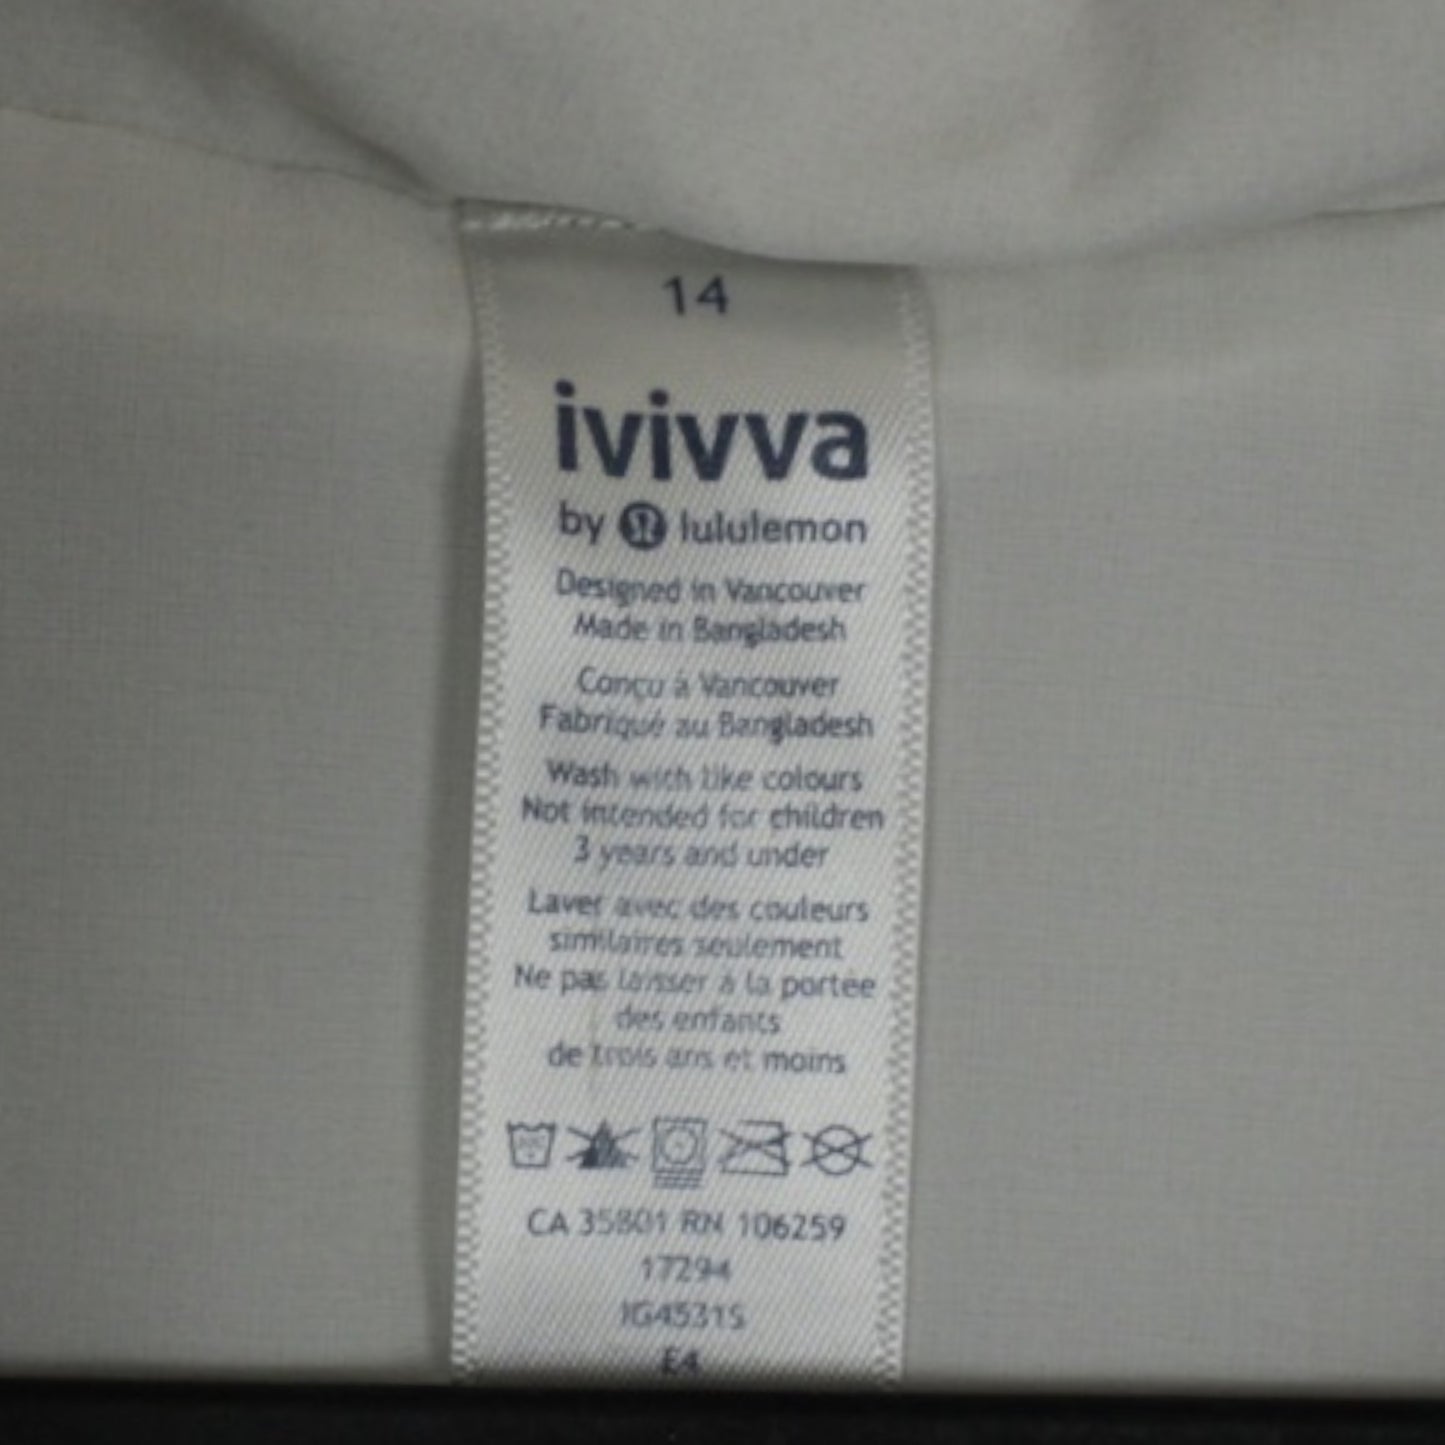 14
ivivva
by lululemon
Designed in Vancouver
Made in Bangladesh
Conçu à Vancouver
Fabriqué au Bangladesh
Wash with like colours
Not intended for children
3 years and under
Laver avec des couleurs
similaires seulement
Ne pas laisser à la portée
des enfants
de trois ans et moins
CA 35801 RN 106259
17294
E4